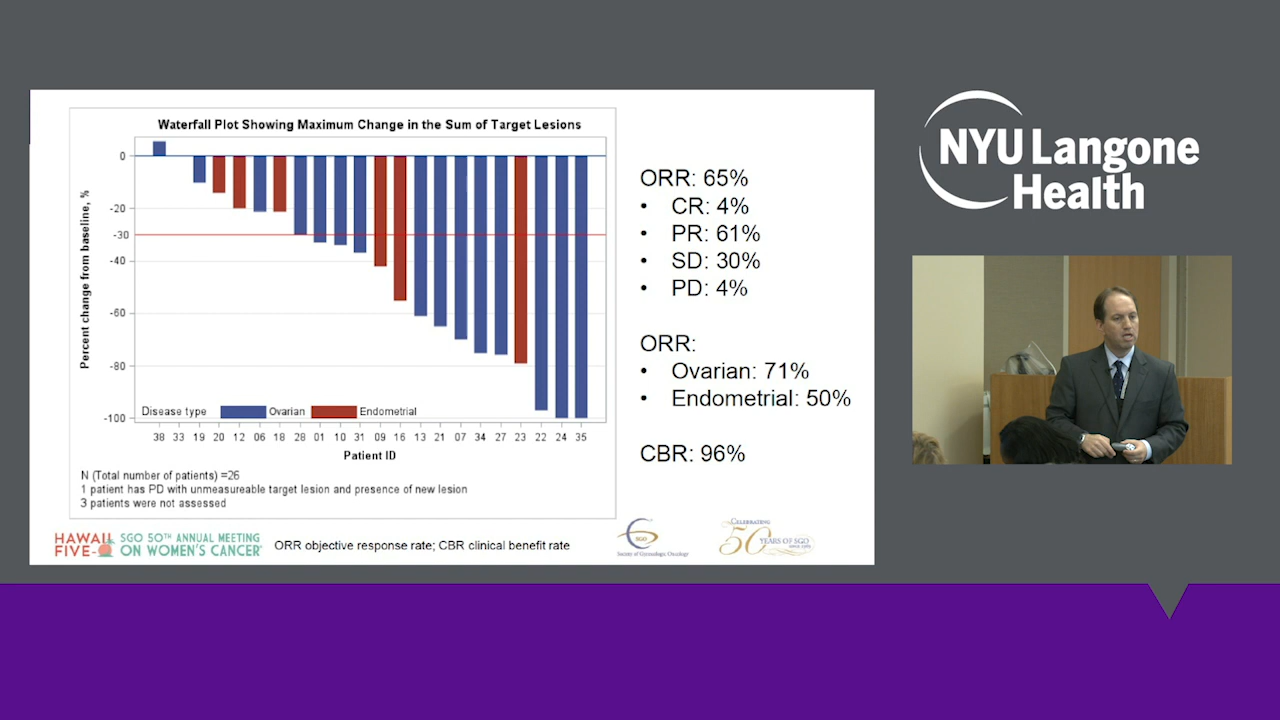 Waterfall Plot Showing Maximum Change in the Sum of Target Lesions
Percent change from baseline, %
0
-20
-30
-40
-60
-80
-100
Disease type Ovarian Endometrial
38 33 19 20 12 06 18 28 01 10 31 09 16 13 21 07 34 27 23 22 24 35
Patient ID
N (Total number of patients) =26
1 patient has PD with unmeasureable target lesion and presence of new lesion
3 patients were not assessed
ORR: 65%
• CR: 4%
• PR: 61%
• SD: 30%
• PD: 4%
ORR:
• Ovarian: 71%
• Endometrial: 50%
CBR: 96%
HAWAII
FIVE-O
SGO 50TH ANNUAL MEETING
ON WOMEN'S CANCER
ORR objective response rate; CBR clinical benefit rate
SGO
Society of Gynecologic Oncology
CELEBRATING
50 YEARS OF SGO
NYU Langone
Health